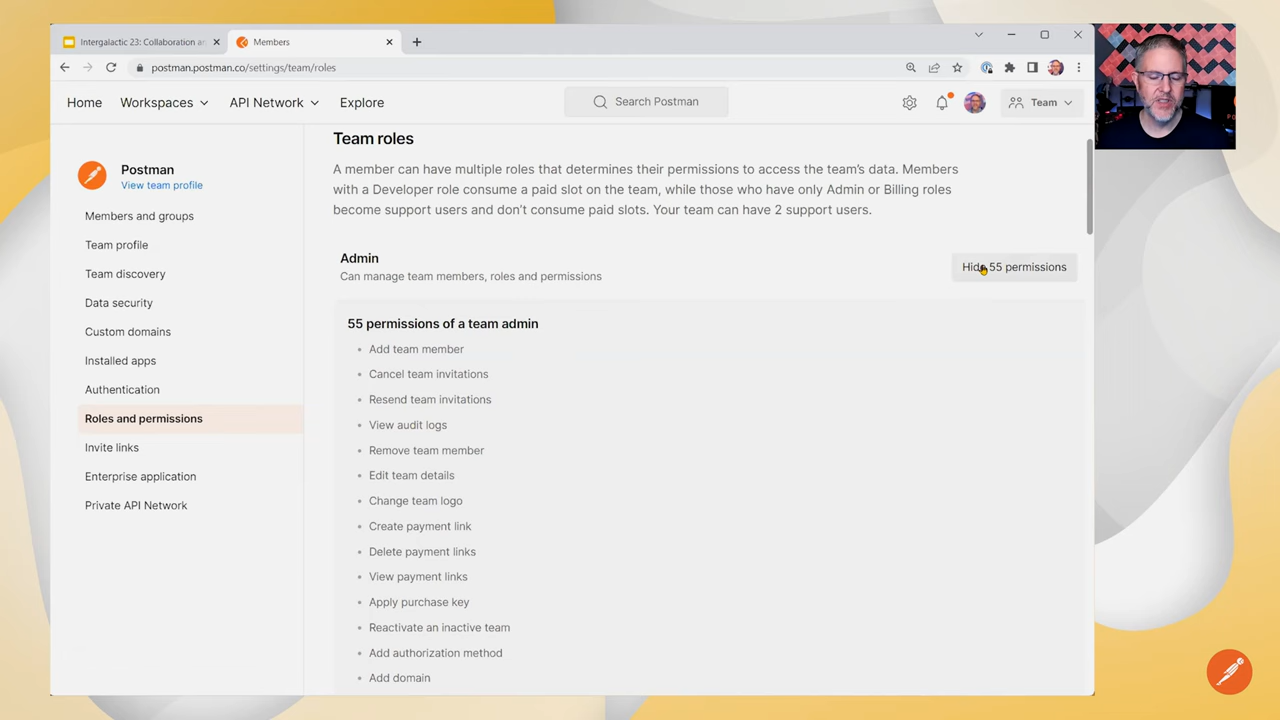 Intergalactic 23: Collaboration an
Members
postman.postman.co/settings/team/roles
Home
Workspaces
API Network
Explore
Search Postman
Team
Postman
View team profile
Members and groups
Team profile
Team discovery
Data security
Custom domains
Installed apps
Authentication
Roles and permissions
Invite links
Enterprise application
Private API Network
Team roles
A member can have multiple roles that determines their permissions to access the team's data. Members
with a Developer role consume a paid slot on the team, while those who have only Admin or Billing roles
become support users and don't consume paid slots. Your team can have 2 support users.
Admin
Can manage team members, roles and permissions
Hide 55 permissions
55 permissions of a team admin
• Add team member
• Cancel team invitations
• Resend team invitations
• View audit logs
• Remove team member
• Edit team details
• Change team logo
• Create payment link
• Delete payment links
• View payment links
• Apply purchase key
• Reactivate an inactive team
• Add authorization method
• Add domain